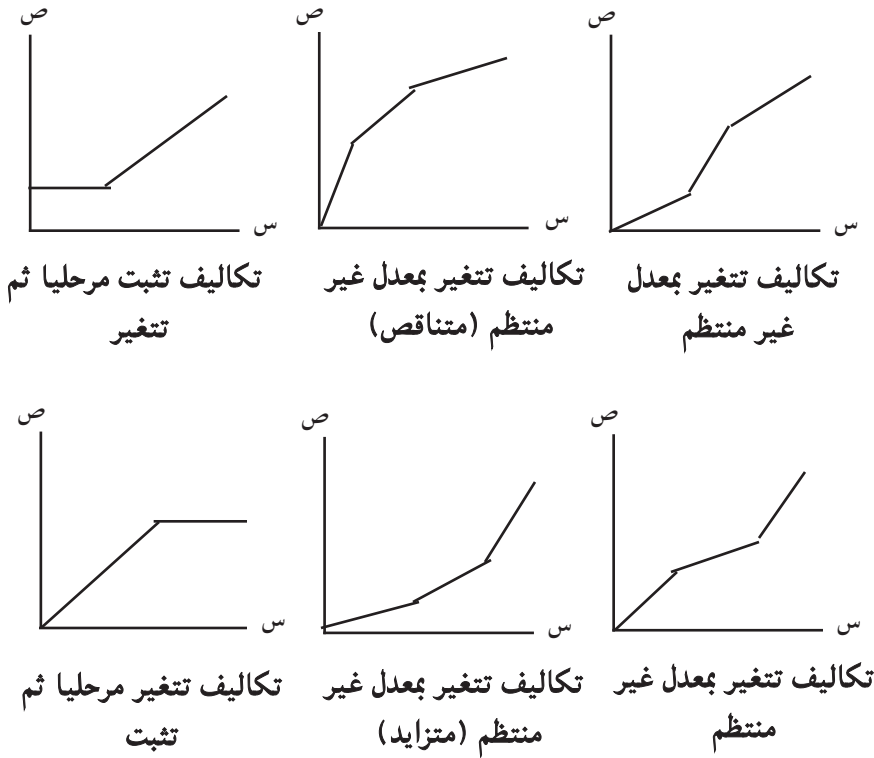 ص
س
تكاليف تتغير بمعدل
غير منتظم
ص
س
تكاليف تتغير بمعدل غير
منتظم (متناقص)
ص
س
تكاليف تثبت مرحليا ثم
تتغير
ص
س
تكاليف تتغير بمعدل غير
منتظم
ص
س
تكاليف تتغير بمعدل غير
منتظم (متزايد)
ص
س
تكاليف تتغير مرحليا ثم
تثبت